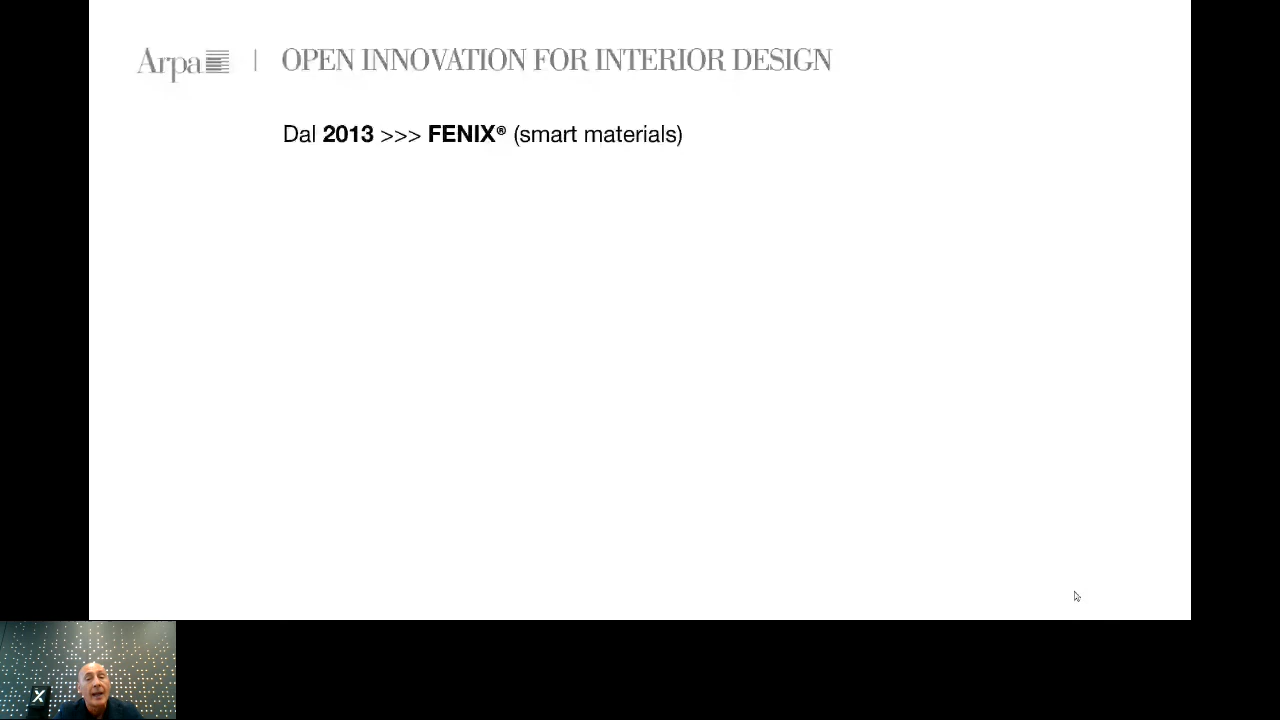 Arpa | OPEN INNOVATION FOR INTERIOR DESIGN
Dal 2013 >>> FENIX® (smart materials)
X